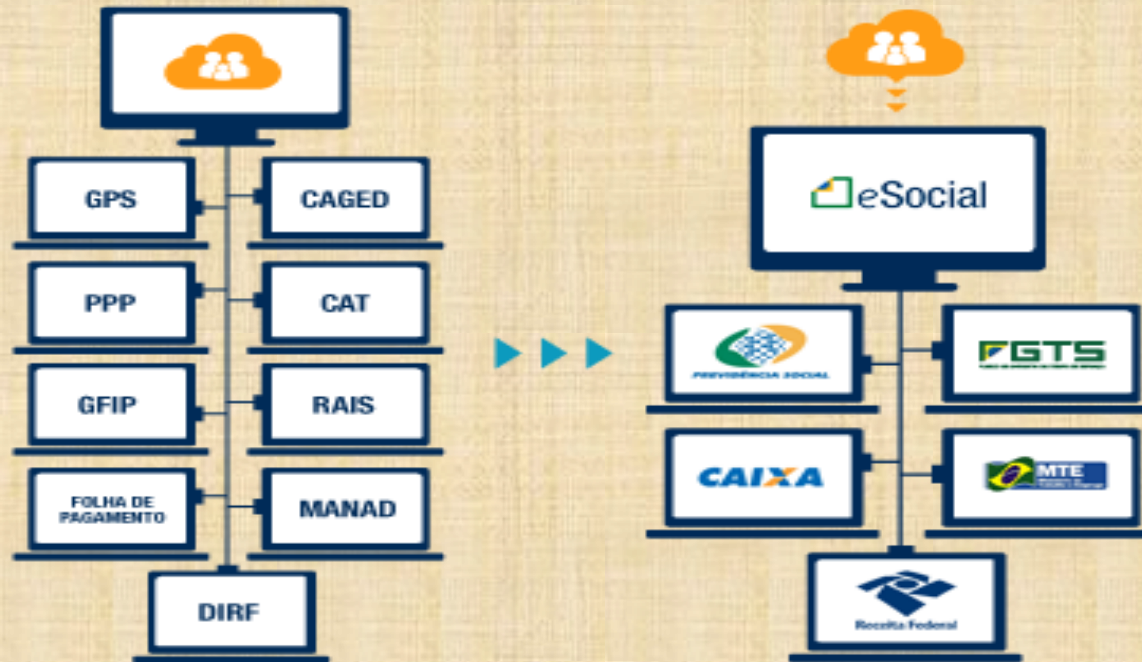 GPS
CAGED
PPP
CAT
GFIP
RAIS
FOLHA DE
PAGAMENTO
MANAD
DIRF
eSocial
PREVIDÊNCIA SOCIAL
FGTS
CAIXA
MTE
Receita Federal